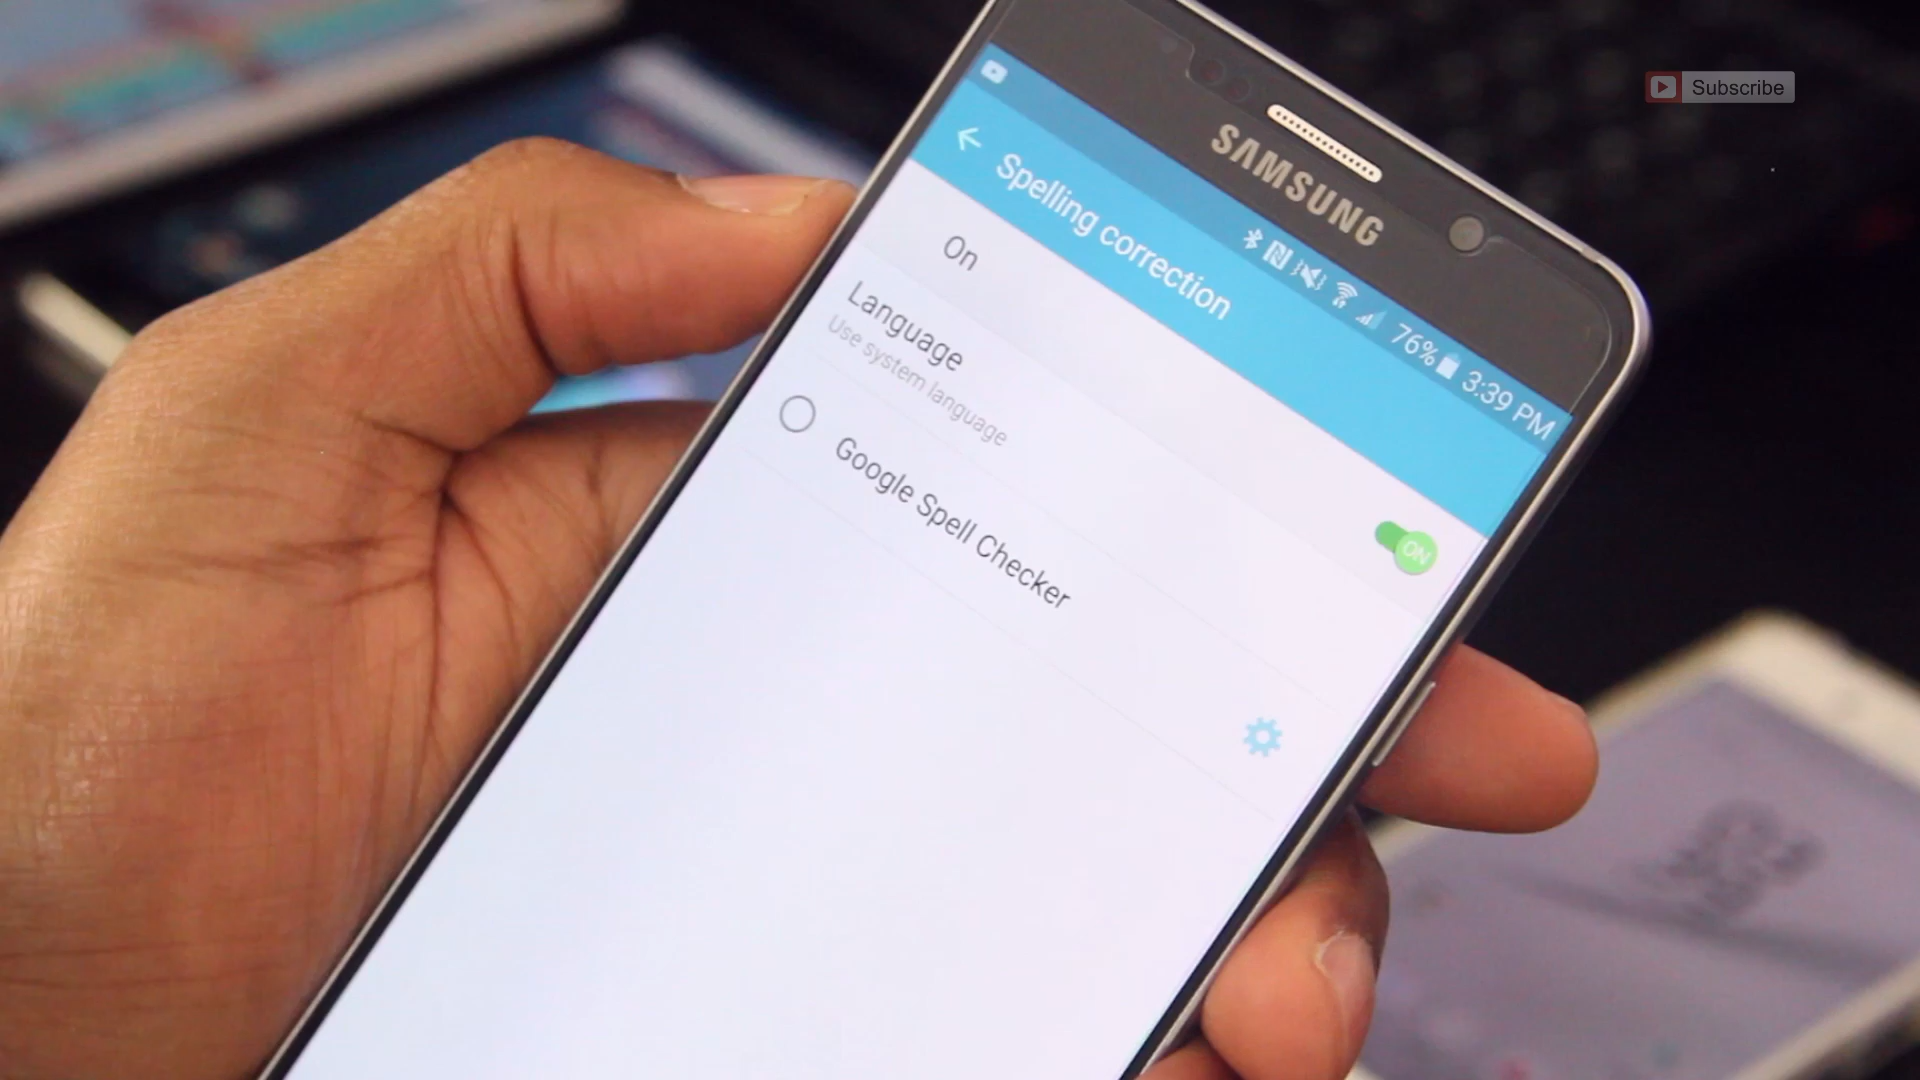 Subscribe
SAMSUNG
76% 3:39 PM
Spelling correction
On
ON
Language
Use system language
Google Spell Checker